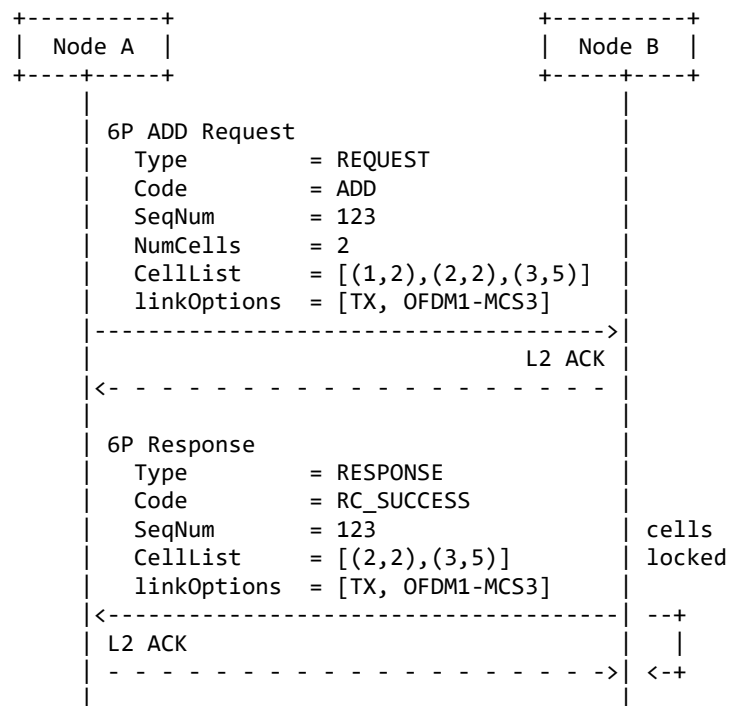 Node A Node B
6P ADD Request
Type = REQUEST
Code = ADD
SeqNum = 123
NumCells = 2
CellList = [(1,2),(2,2),(3,5)]
linkOptions = [TX, OFDM1-MCS3]
L2 ACK
6P Response
Type = RESPONSE
Code = RC_SUCCESS
SeqNum = 123 cells
CellList = [(2,2),(3,5)] locked
linkOptions = [TX, OFDM1-MCS3]
L2 ACK